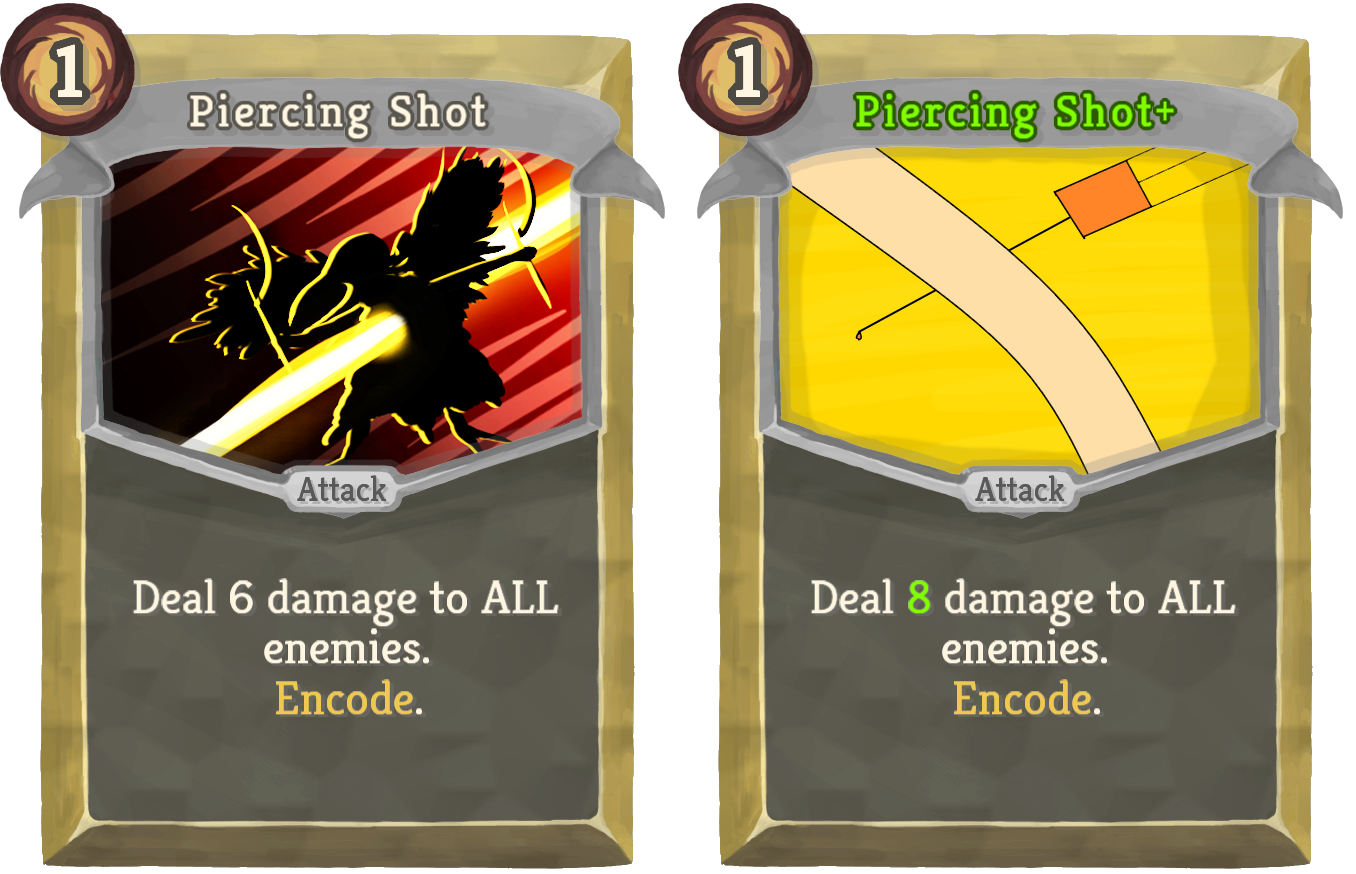 1
Piercing Shot
Attack
Deal 6 damage to ALL
enemies.
Encode.
1
Piercing Shot+
Attack
Deal 8 damage to ALL
enemies.
Encode.